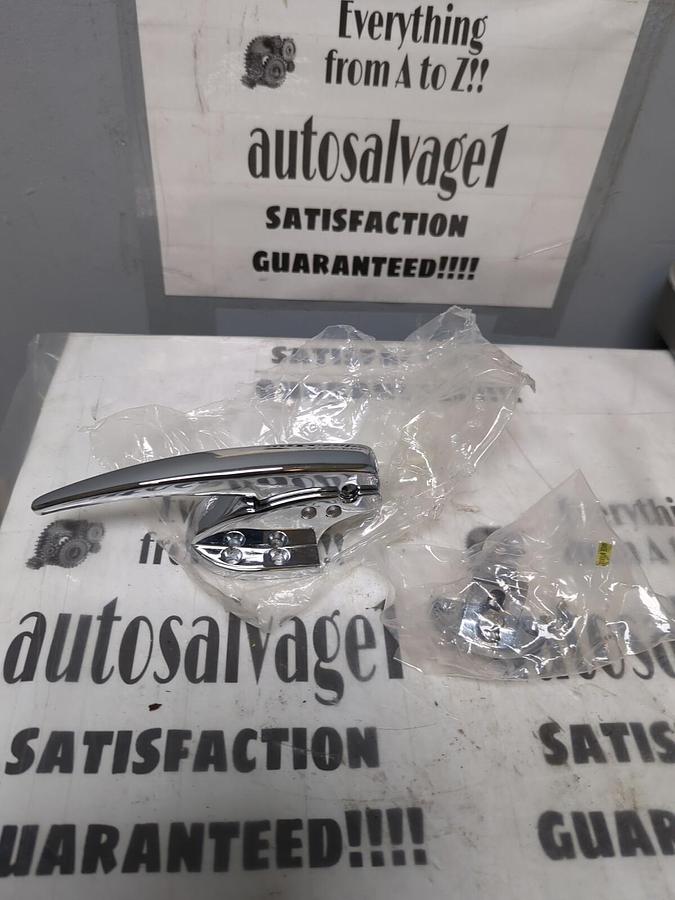 Everything
from A to Z!!
autosalvage1
SATISFACTION
GUARANTEED!!!!
autosalvage1
SATISFACTION
SATIS
UARANTEED!!!!
GUAR